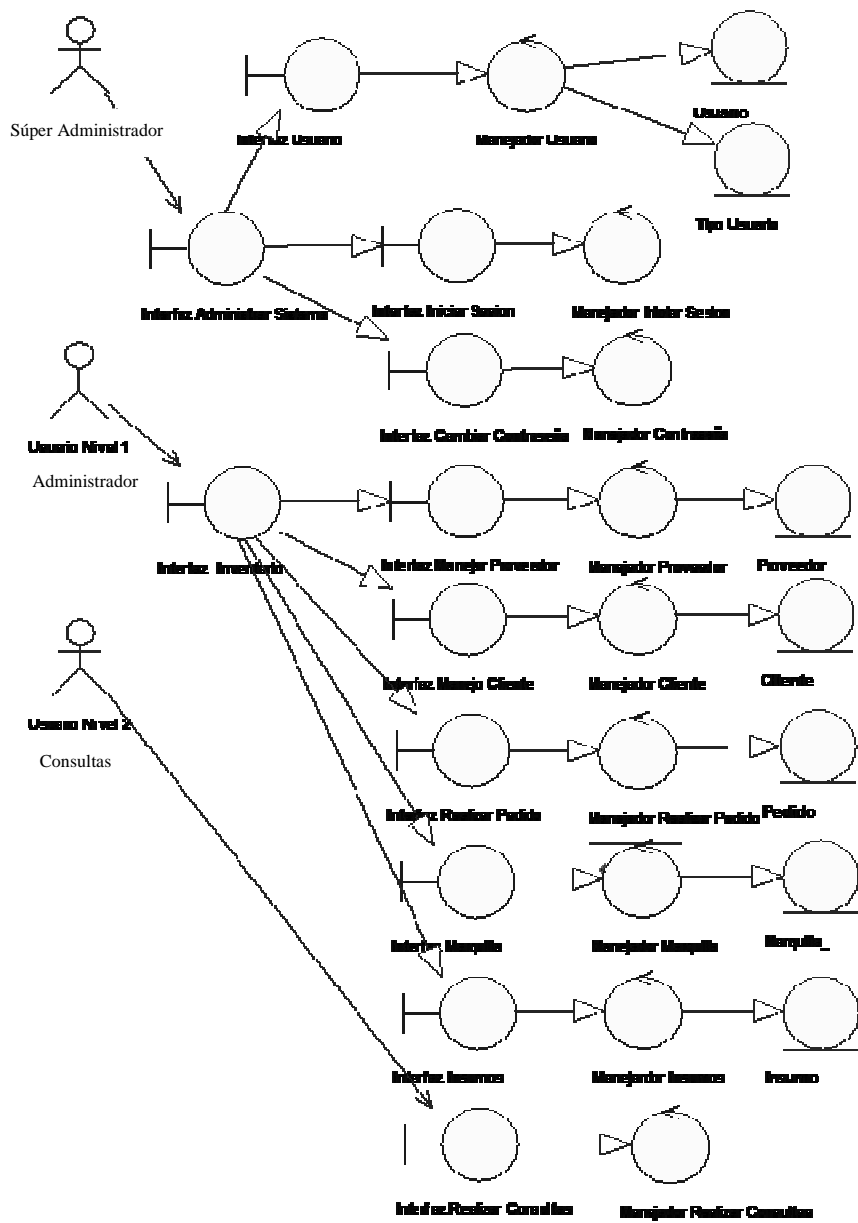 Súper Administrador
Usuario
Interfaz Usuario
Manejador Usuario
Tipo Usuario
Interfaz Administrar Sistema
Interfaz Iniciar Sesion
Manejador Iniciar Sesion
Interfaz Cambiar Contraseña
Manejador Contraseña
Usuario Nivel 1
Administrador
Interfaz Inventario
Interfaz Manejar Proveedor
Manejador Proveedor
Proveedor
Interfaz Manejo Cliente
Manejador Cliente
Cliente
Usuario Nivel 2
Consultas
Interfaz Realizar Pedido
Manejador Realizar Pedido
Pedido
Interfaz Maquila
Manejador Maquila
Maquila_
Interfaz Insumos
Manejador Insumos
Insumo
Interfaz Realizar Consultas
Manejador Realizar Consultas